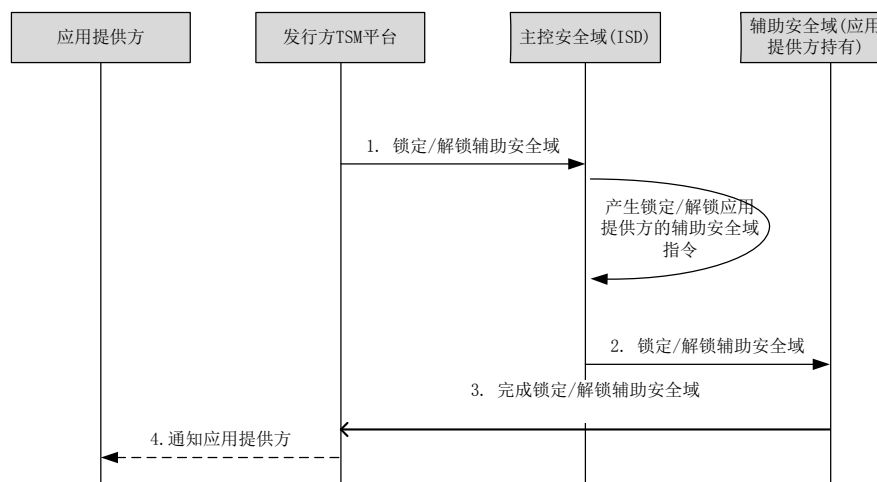 应用提供方
发行方TSM平台
主控安全域(ISD)
辅助安全域(应用
提供方持有)
1. 锁定/解锁辅助安全域
产生锁定/解锁应用
提供方的辅助安全域
指令
2. 锁定/解锁辅助安全域
3. 完成锁定/解锁辅助安全域
4.通知应用提供方